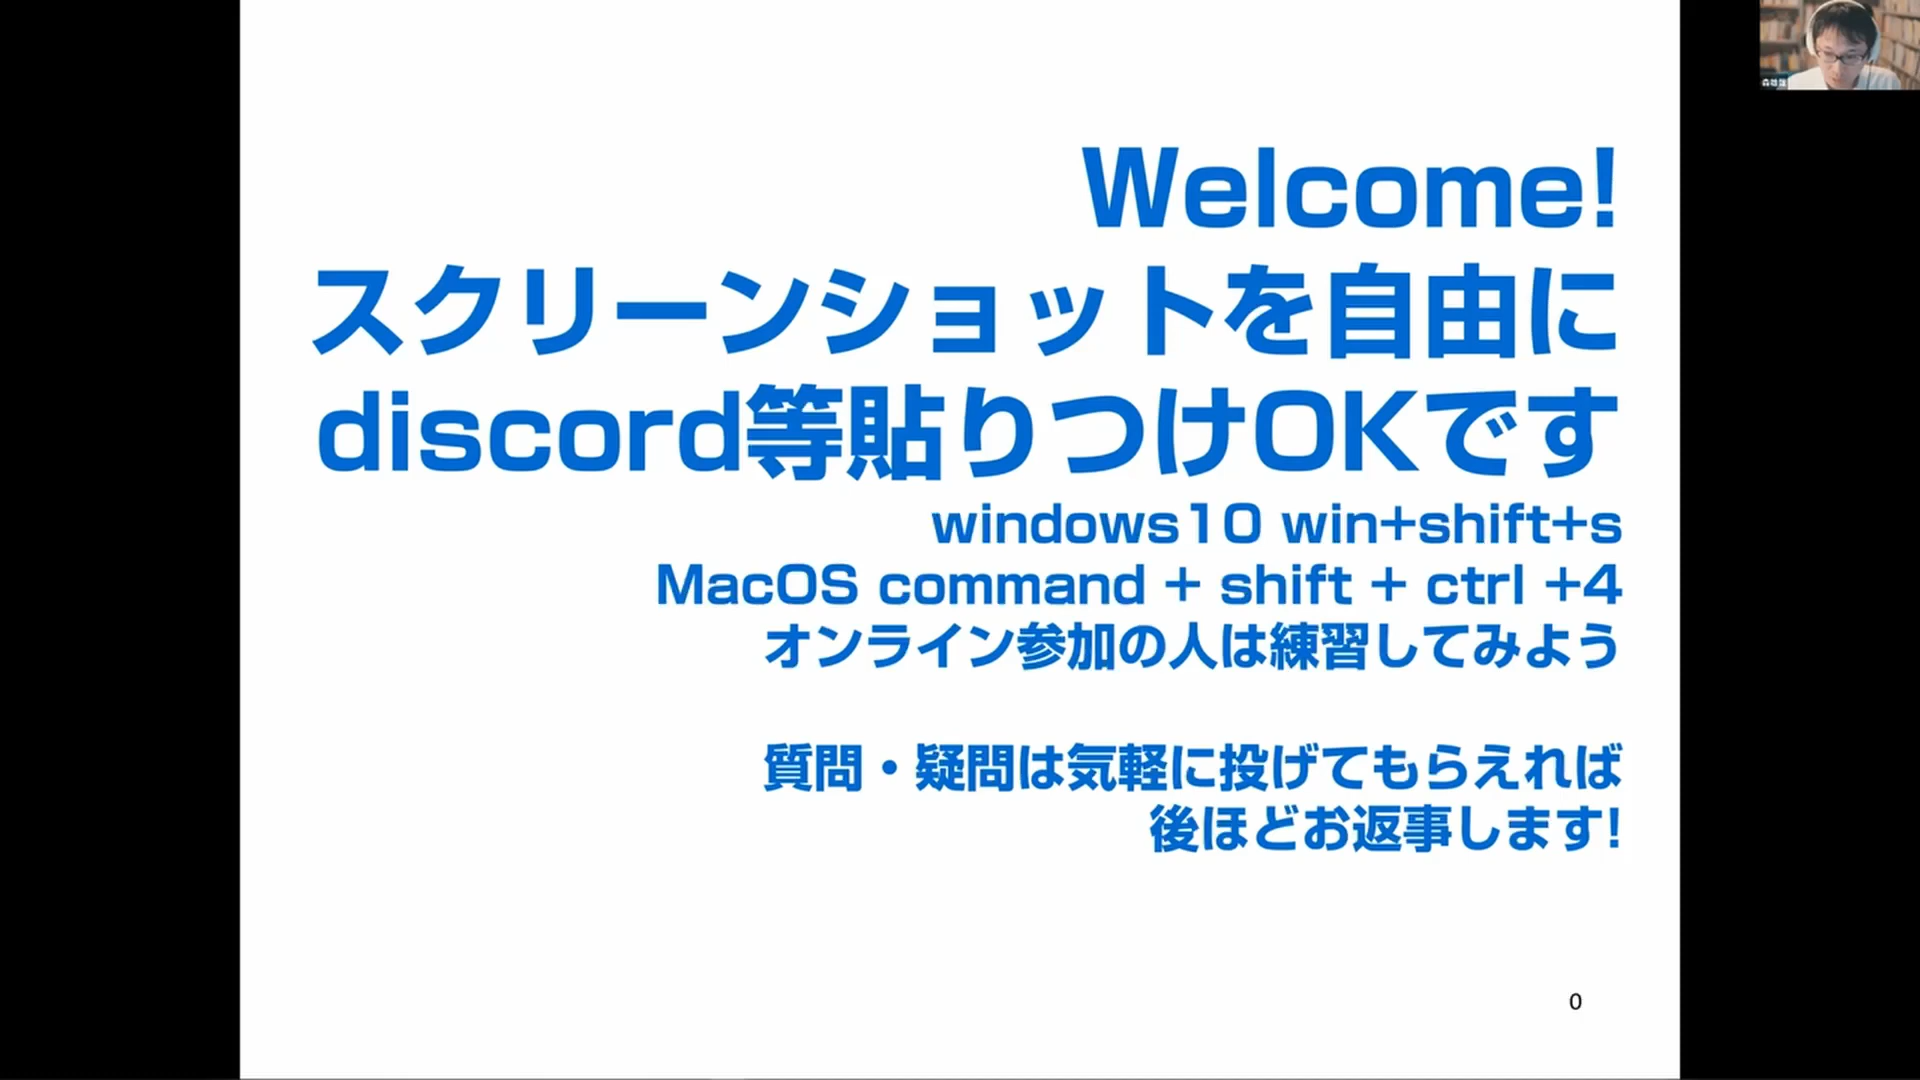 Welcome!
スクリーンショットを自由に
discord等貼りつけOKです
windows10 win+shift+s
MacOS command + shift + ctrl +4
オンライン参加の人は練習してみよう
質問・疑問は気軽に投げてもらえれば
後ほどお返事します!
0